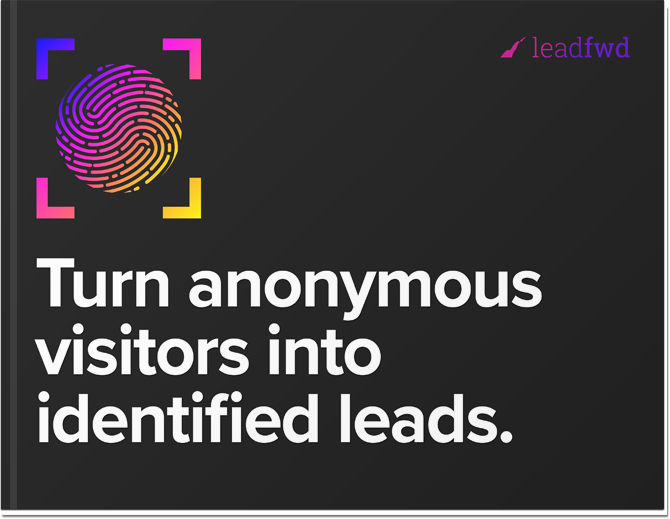 leadfwd
Turn anonymous
visitors into
identified leads.